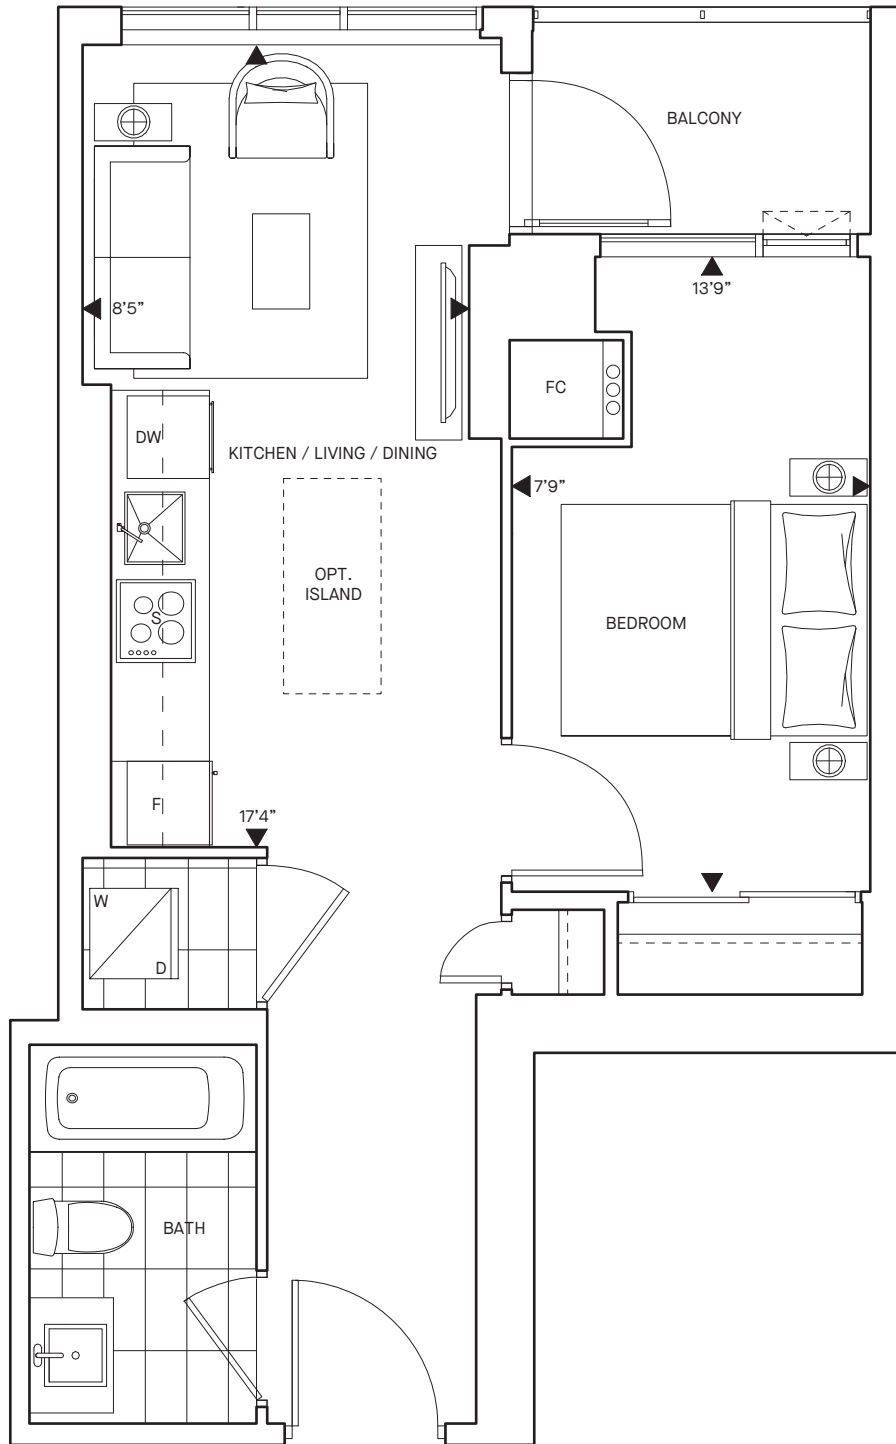 BALCONY
13’9”
8’5”
FC
DW
KITCHEN / LIVING / DINING
7’9”
OPT.
ISLAND
S
BEDROOM
F
17’4”
W
D
BATH